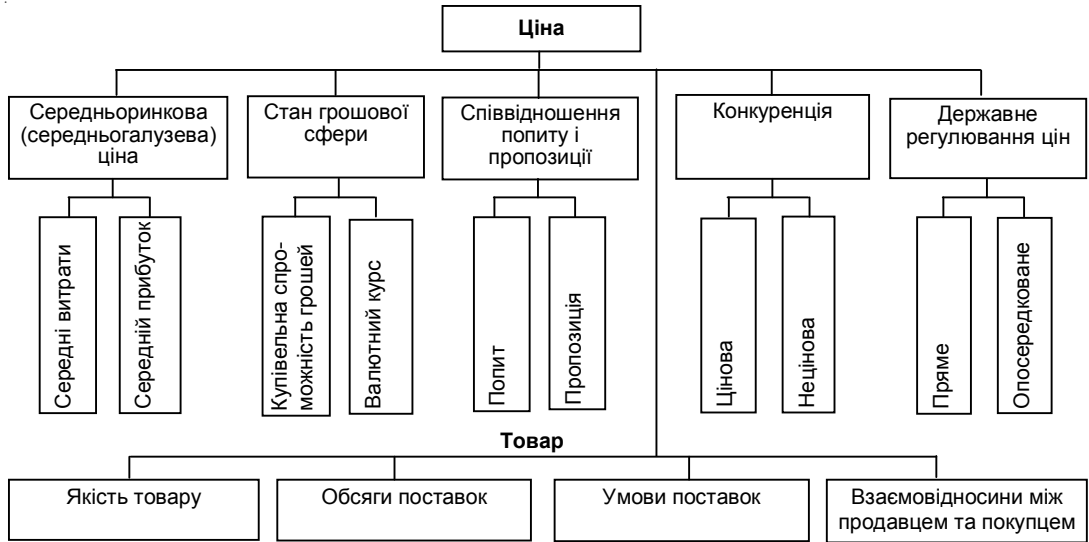 Ціна
Середньоринкова
(середньогалузева)
ціна
Стан грошової
сфери
Співвідношення
попиту і
пропозиції
Конкуренція
Державне
регулювання цін
Середні витрати
Середній прибуток
Купівельна спро-
можність грошей
Валютний курс
Попит
Пропозиція
Цінова
Нецінова
Пряме
Опосередковане
Товар
Якість товару
Обсяги поставок
Умови поставок
Взаємовідносини між
продавцем та покупцем